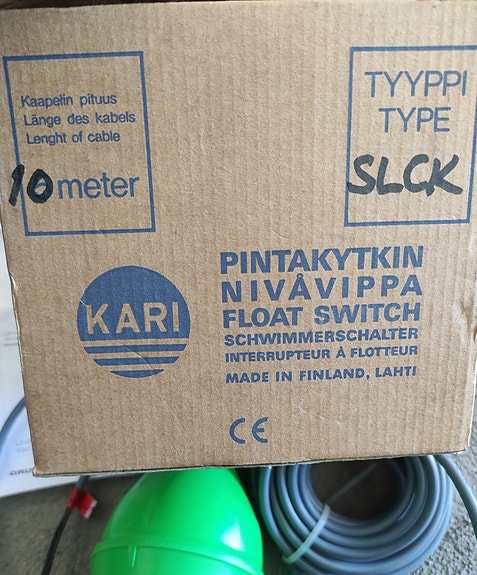 Kaapelin pituus
Länge des kabels
Lenght of cable
10 meter
TYYPPI
TYPE
SLCK
KARI
PINTAKYTKIN
NIVÅVIPPA
FLOAT SWITCH
SCHWIMMERSCHALTER
INTERRUPTEUR À FLOTTEUR
MADE IN FINLAND, LAHTI
CE